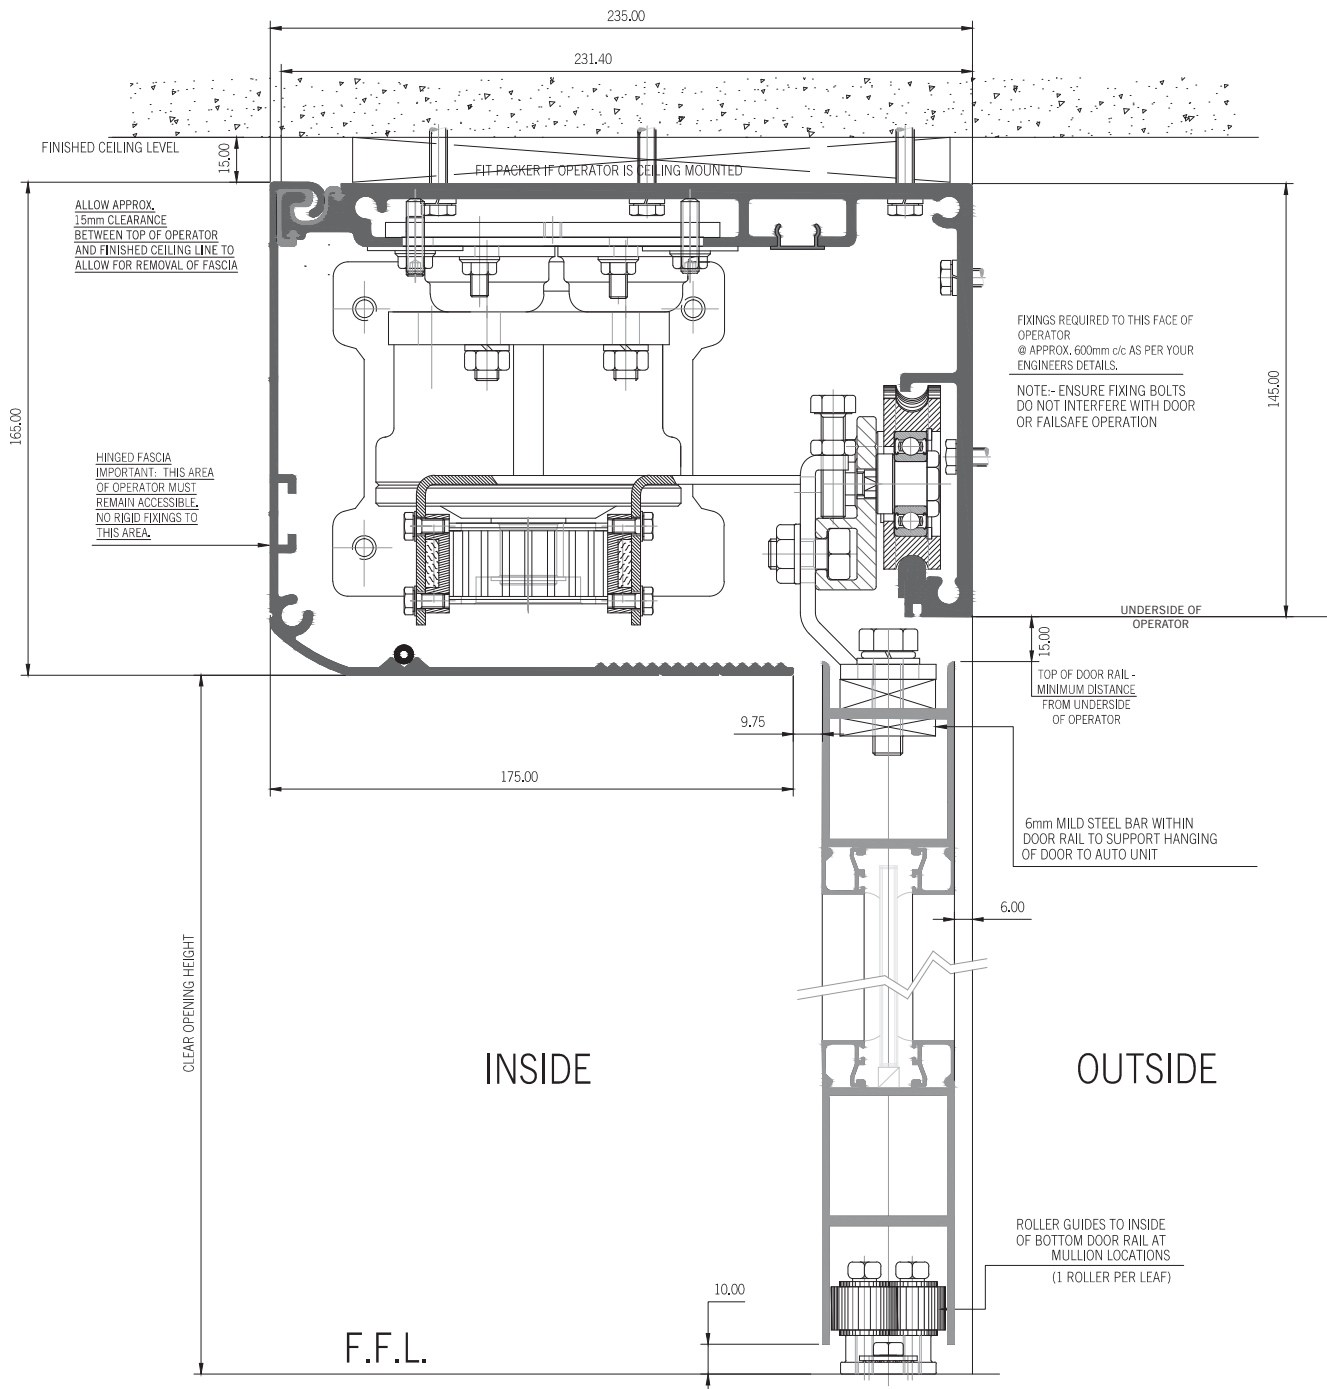 235.00
231.40
FINISHED CEILING LEVEL
15.00
FIT PACKER IF OPERATOR IS CEILING MOUNTED
ALLOW APPROX.
15mm CLEARANCE
BETWEEN TOP OF OPERATOR
AND FINISHED CEILING LINE TO
ALLOW FOR REMOVAL OF FASCIA
FIXINGS REQUIRED TO THIS FACE OF
OPERATOR
@ APPROX. 600mm c/c AS PER YOUR
ENGINEERS DETAILS.
NOTE:- ENSURE FIXING BOLTS
DO NOT INTERFERE WITH DOOR
OR FAILSAFE OPERATION
145.00
165.00
HINGED FASCIA
IMPORTANT: THIS AREA
OF OPERATOR MUST
REMAIN ACCESSIBLE.
NO RIGID FIXINGS TO
THIS AREA.
UNDERSIDE OF
OPERATOR
15.00
TOP OF DOOR RAIL -
MINIMUM DISTANCE
FROM UNDERSIDE
OF OPERATOR
9.75
175.00
6mm MILD STEEL BAR WITHIN
DOOR RAIL TO SUPPORT HANGING
OF DOOR TO AUTO UNIT
6.00
CLEAR OPENING HEIGHT
INSIDE
OUTSIDE
ROLLER GUIDES TO INSIDE
OF BOTTOM DOOR RAIL AT
MULLION LOCATIONS
(1 ROLLER PER LEAF)
10.00
F.F.L.